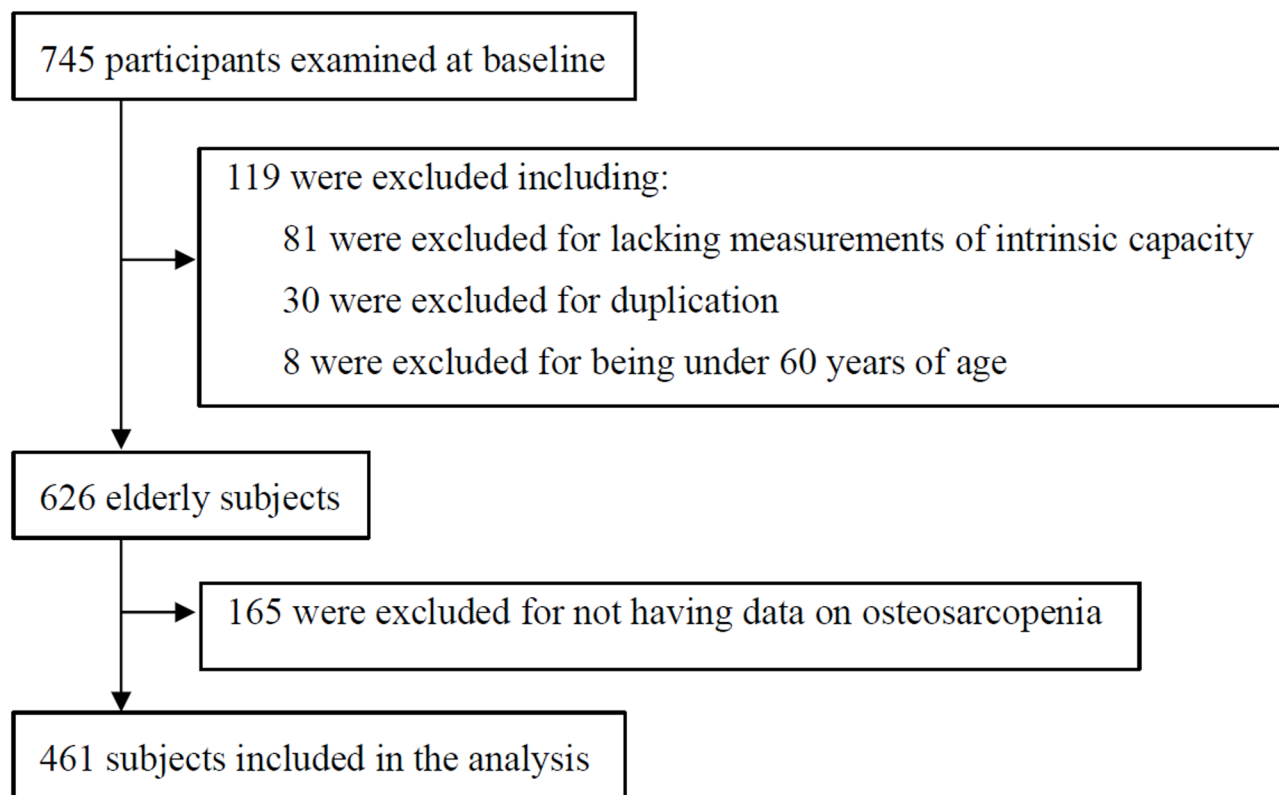 745 participants examined at baseline
119 were excluded including:
81 were excluded for lacking measurements of intrinsic capacity
30 were excluded for duplication
8 were excluded for being under 60 years of age
626 elderly subjects
165 were excluded for not having data on osteosarcopenia
461 subjects included in the analysis